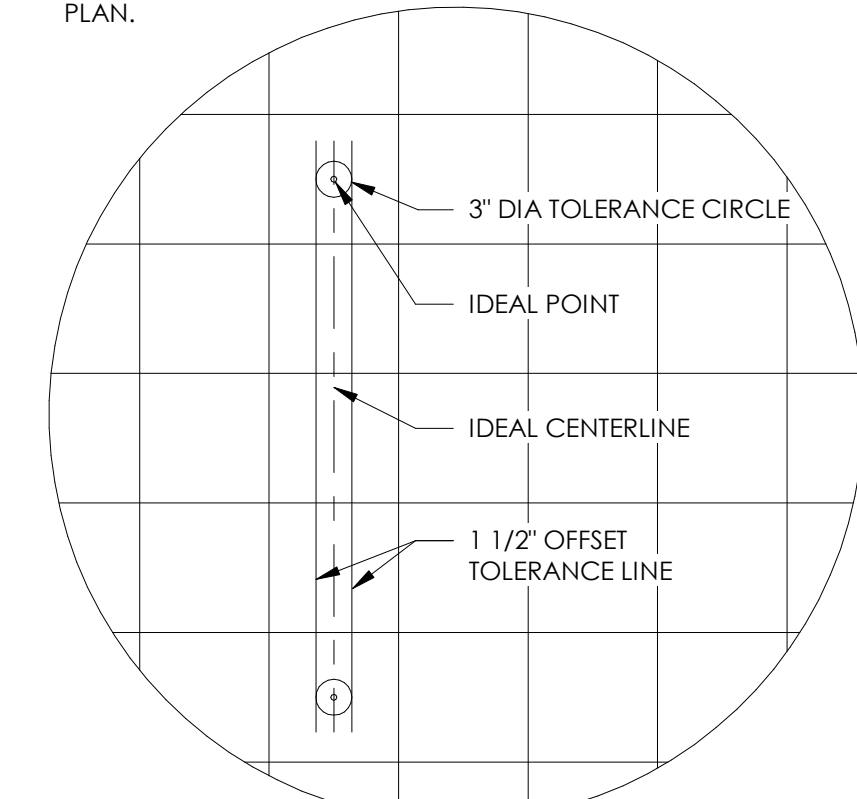 PLAN.
3" DIA TOLERANCE CIRCLE
IDEAL POINT
IDEAL CENTERLINE
1 1/2" OFFSET
TOLERANCE LINE